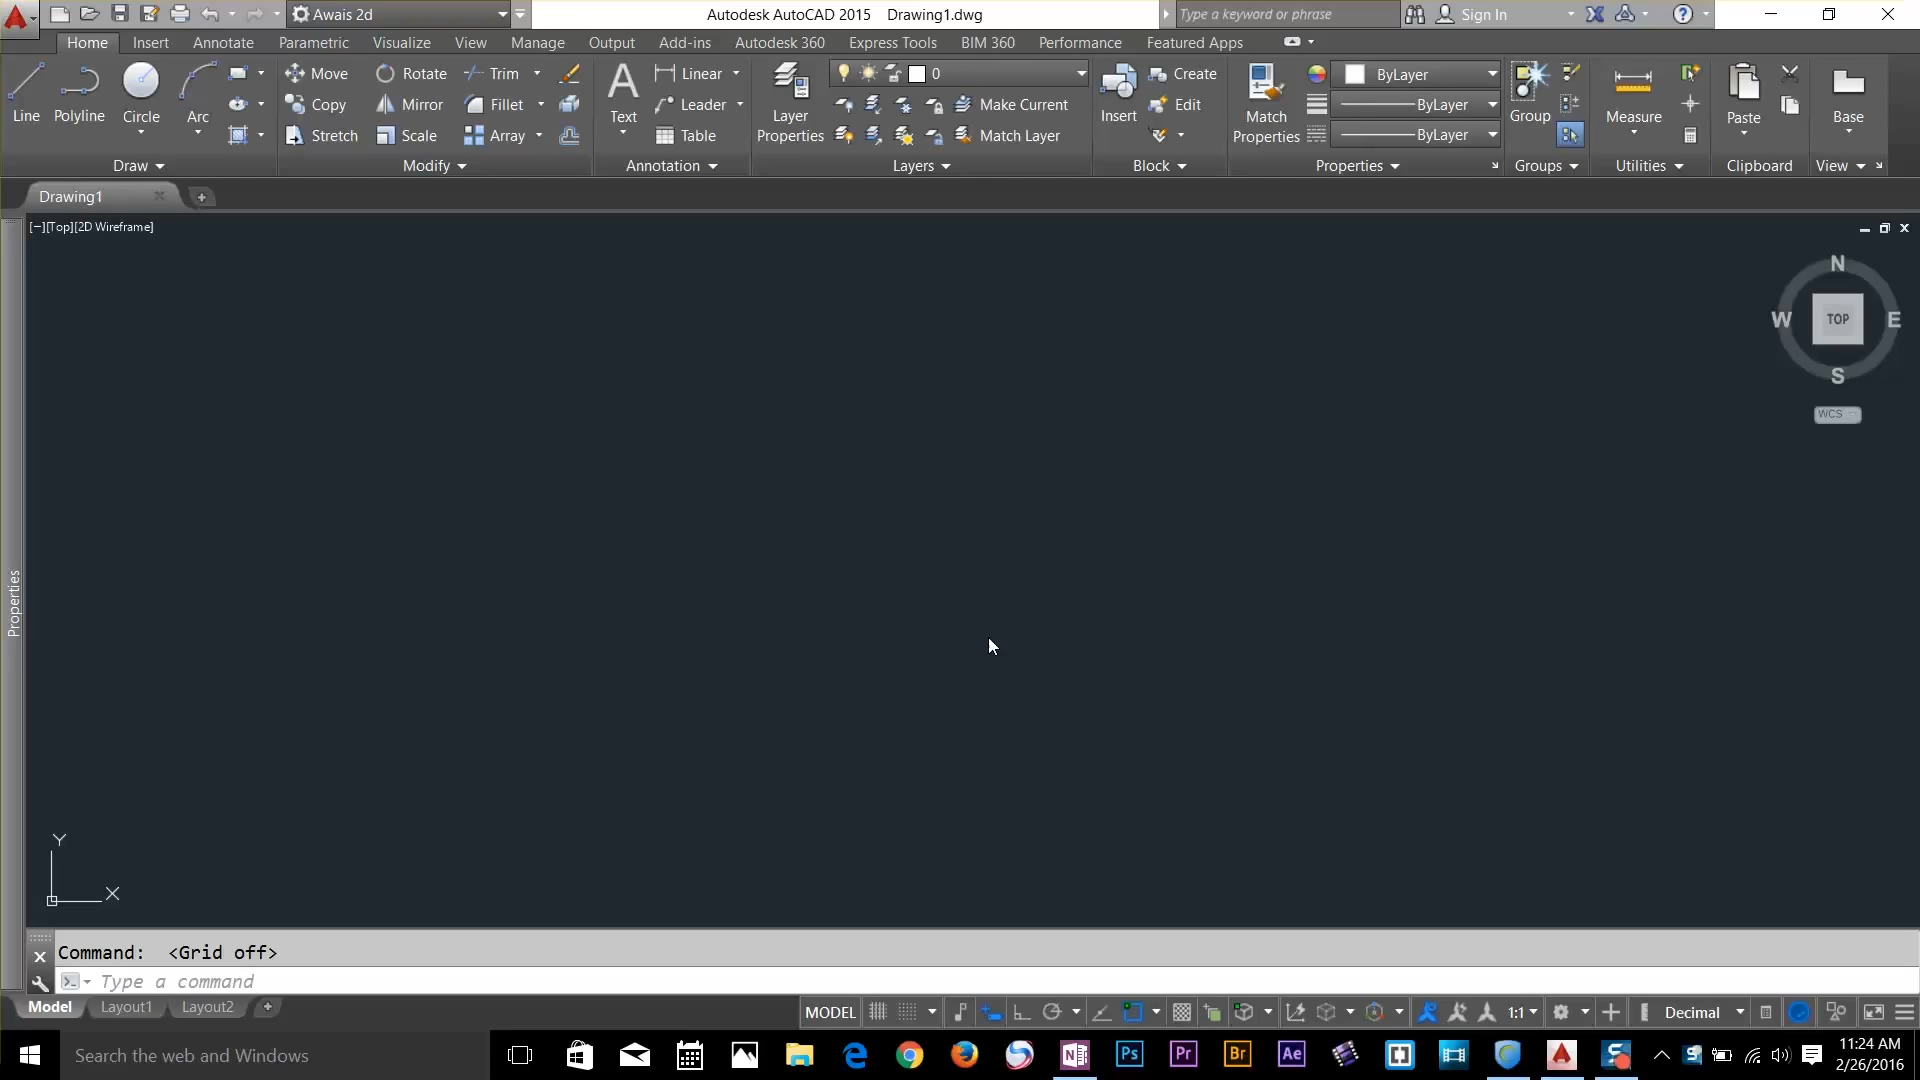 Awais 2d
Autodesk AutoCAD 2015 Drawing1.dwg
Type a keyword or phrase
Sign In
Home Insert Annotate Parametric Visualize View Manage Output Add-ins Autodesk 360 Express Tools BIM 360 Performance Featured Apps
Move Rotate Trim Linear 0 Create ByLayer
Line Polyline Circle Arc Copy Mirror Fillet Text Leader Layer Properties Make Current Insert Edit Match Properties ByLayer Group Measure Paste Base
Stretch Scale Array Table Match Layer ByLayer
Draw Modify Annotation Layers Block Properties Groups Utilities Clipboard View
Drawing1
[−][Top][2D Wireframe]
N
W TOP E
S
WCS
Properties
Y
X
Command: <Grid off>
Type a command
Model Layout1 Layout2
MODEL 1:1 Decimal
Search the web and Windows
N Ps Pr Br Ae S
11:24 AM
2/26/2016